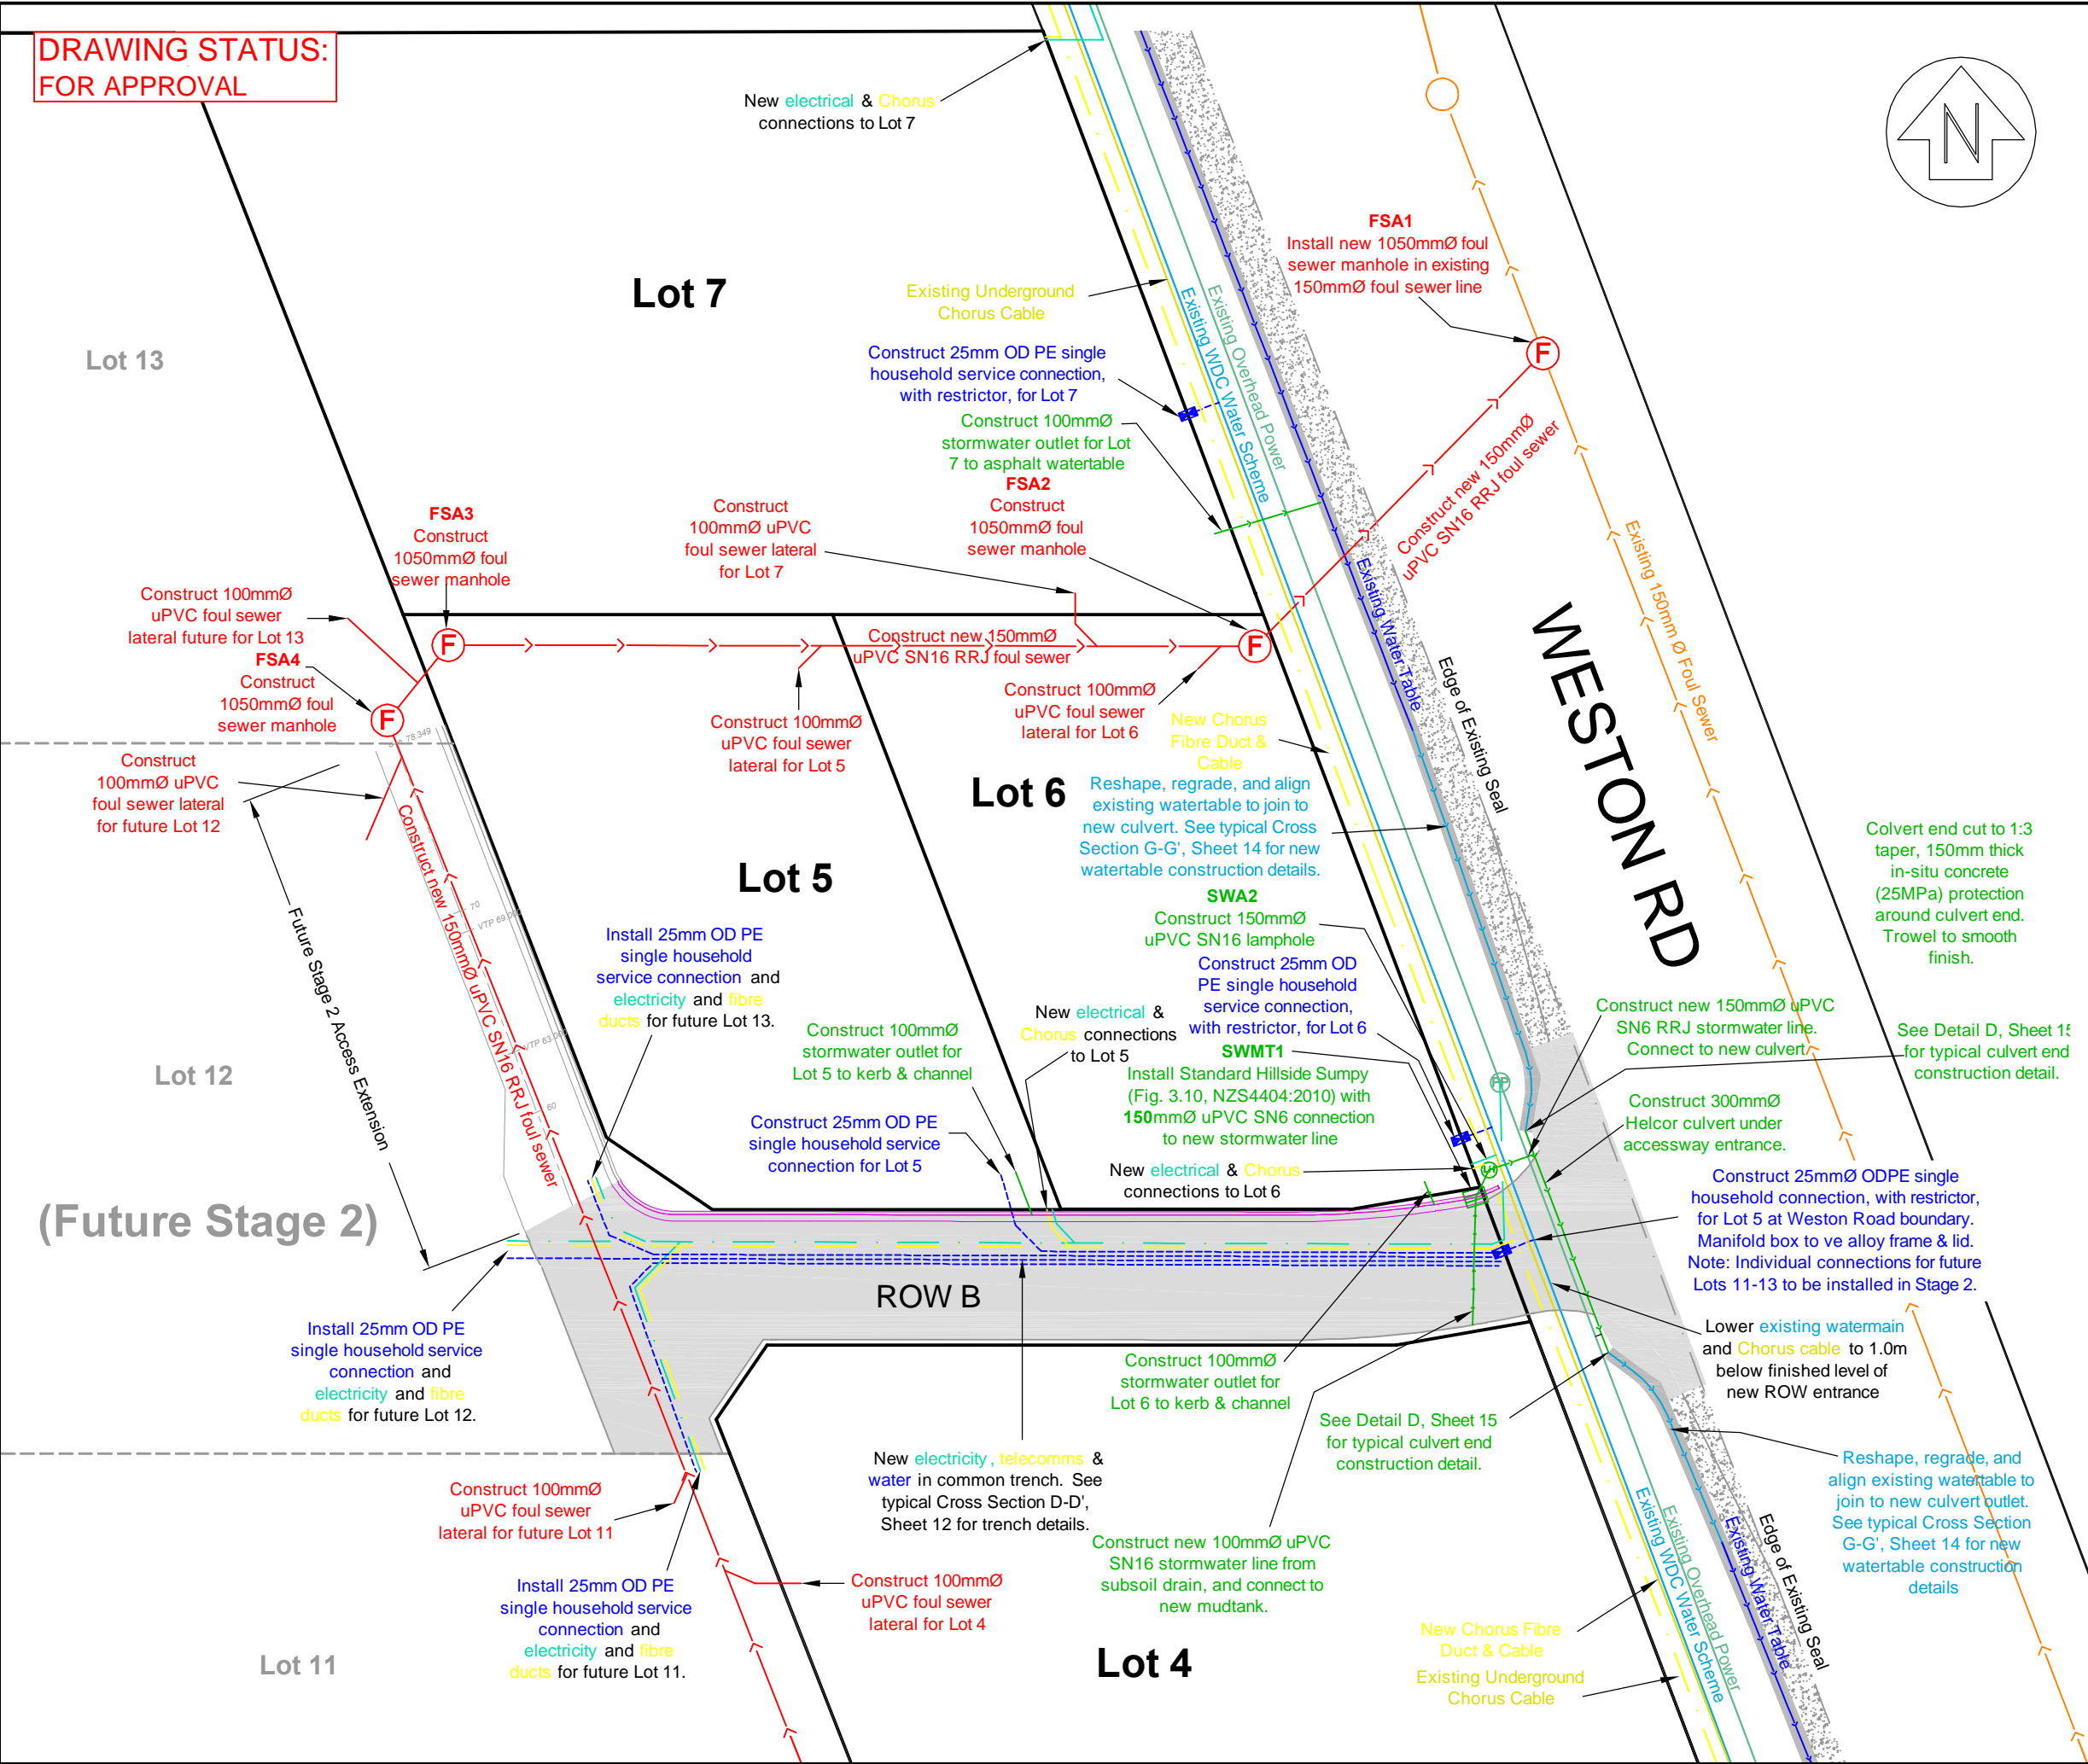 DRAWING STATUS:
FOR APPROVAL
New electrical & Chorus
connections to Lot 7
N
FSA1
Install new 1050mmØ foul
sewer manhole in existing
150mmØ foul sewer line
F
Lot 7
Lot 13
Existing Underground
Chorus Cable
Existing WDC Water Scheme
Existing Overhead Power
Construct 25mm OD PE single
household service connection,
with restrictor, for Lot 7
Construct 100mmØ
stormwater outlet for Lot
7 to asphalt watertable
FSA2
Construct
1050mmØ foul
sewer manhole
F
Construct
100mmØ uPVC
foul sewer lateral
for Lot 7
FSA3
Construct
1050mmØ foul
sewer manhole
F
Construct 100mmØ
uPVC foul sewer
lateral future for Lot 13
FSA4
Construct
1050mmØ foul
sewer manhole
F
Construct new 150mmØ
uPVC SN16 RRJ foul sewer
Construct new 150mmØ
uPVC SN16 RRJ foul sewer
Existing Water Table
Existing 150mm Ø Foul Sewer
WESTON RD
Edge of Existing Seal
Construct 100mmØ
uPVC foul sewer
lateral for Lot 6
Construct 100mmØ
uPVC foul sewer
lateral for Lot 5
New Chorus
Fibre Duct &
Cable
78.349
Construct
100mmØ uPVC
foul sewer lateral
for future Lot 12
Lot 6
Reshape, regrade, and align
existing watertable to join to
new culvert. See typical Cross
Section G-G', Sheet 14 for new
watertable construction details.
Lot 5
Colvert end cut to 1:3
taper, 150mm thick
in-situ concrete
(25MPa) protection
around culvert end.
Trowel to smooth
finish.
SWA2
Construct 150mmØ
uPVC SN16 lamphole
Construct new 150mmØ uPVC SN16 RRJ foul sewer
70
VTP 63.00
60
Future Stage 2 Access Extension
Install 25mm OD PE
single household
service connection and
electricity and fibre
ducts for future Lot 13.
Construct 25mm OD
PE single household
service connection,
with restrictor, for Lot 6
New electrical &
Chorus connections
to Lot 5
Construct 100mmØ
stormwater outlet for
Lot 5 to kerb & channel
SWMT1
Install Standard Hillside Sumpy
(Fig. 3.10, NZS4404:2010) with
150mmØ uPVC SN6 connection
to new stormwater line
PP
LH
Construct new 150mmØ uPVC
SN6 RRJ stormwater line.
Connect to new culvert
See Detail D, Sheet 15
for typical culvert end
construction detail.
Lot 12
Construct 25mm OD PE
single household service
connection for Lot 5
Construct 300mmØ
Helcor culvert under
accessway entrance.
New electrical & Chorus
connections to Lot 6
Construct 25mmØ ODPE single
household connection, with restrictor,
for Lot 5 at Weston Road boundary.
Manifold box to ve alloy frame & lid.
Note: Individual connections for future
Lots 11-13 to be installed in Stage 2.
(Future Stage 2)
ROW B
Install 25mm OD PE
single household service
connection and
electricity and fibre
ducts for future Lot 12.
Lower existing watermain
and Chorus cable to 1.0m
below finished level of
new ROW entrance
Construct 100mmØ
stormwater outlet for
Lot 6 to kerb & channel
See Detail D, Sheet 15
for typical culvert end
construction detail.
New electricity, telecomms &
water in common trench. See
typical Cross Section D-D',
Sheet 12 for trench details.
Reshape, regrade, and
align existing watertable to
join to new culvert outlet.
See typical Cross Section
G-G', Sheet 14 for new
watertable construction
details
Construct 100mmØ
uPVC foul sewer
lateral for future Lot 11
Construct new 100mmØ uPVC
SN16 stormwater line from
subsoil drain, and connect to
new mudtank.
Install 25mm OD PE
single household service
connection and
electricity and fibre
ducts for future Lot 11.
Construct 100mmØ
uPVC foul sewer
lateral for Lot 4
Existing WDC Water Scheme
Existing Overhead Power
Existing Water Table
Edge of Existing Seal
Lot 11
Lot 4
New Chorus Fibre
Duct & Cable
Existing Underground
Chorus Cable